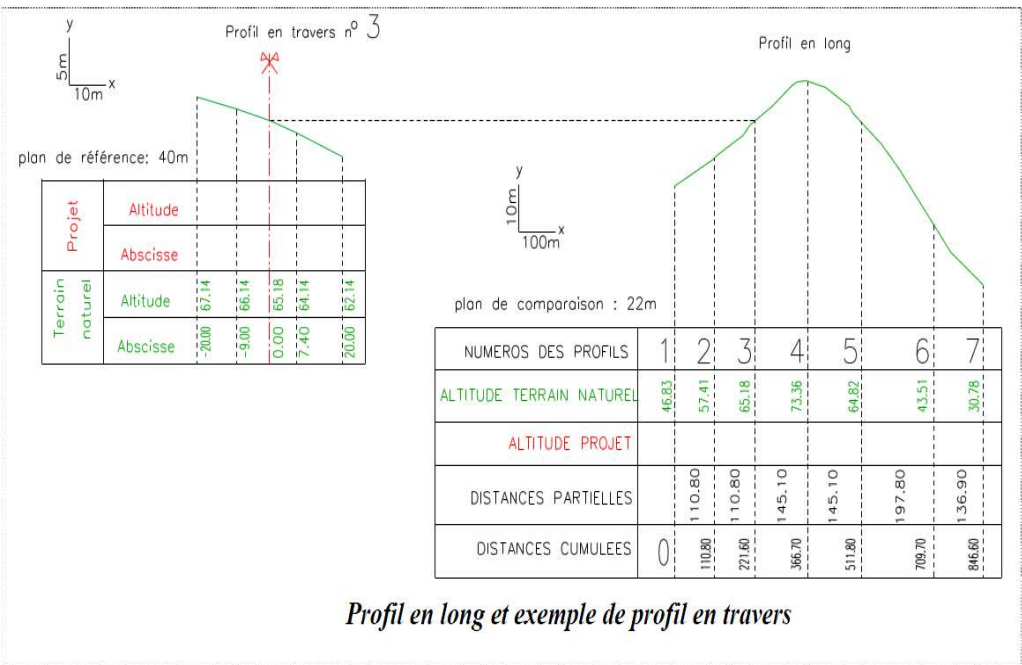 y
5m
10m x
Profil en travers nº 3
plan de référence: 40m
Projet
Altitude
Abscisse
Terrain naturel
Altitude 67.14 66.14 65.18 64.14 62.14
Abscisse -20.00 -9.00 0.00 7.40 20.00
Profil en long
y
10m
100m x
plan de comparaison : 22m
NUMEROS DES PROFILS 1 2 3 4 5 6 7
ALTITUDE TERRAIN NATUREL 46.83 57.41 65.18 73.36 64.82 43.51 30.78
ALTITUDE PROJET
DISTANCES PARTIELLES 110.80 110.80 145.10 145.10 197.80 136.90
DISTANCES CUMULEES 0 110.80 221.60 366.70 511.80 709.70 846.60
Profil en long et exemple de profil en travers